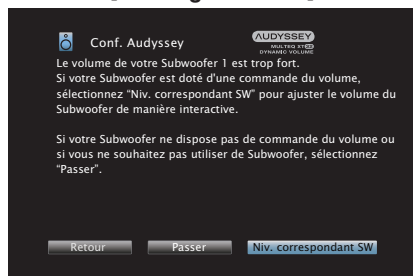 Conf. Audyssey
AUDYSSEY
MULTEQ XT32
DYNAMIC VOLUME
Le volume de votre Subwoofer 1 est trop fort.
Si votre Subwoofer est doté d'une commande du volume,
sélectionnez "Niv. correspondant SW" pour ajuster le volume du
Subwoofer de manière interactive.
Si votre Subwoofer ne dispose pas de commande du volume ou
si vous ne souhaitez pas utiliser de Subwoofer, sélectionnez
"Passer".
Retour
Passer
Niv. correspondant SW